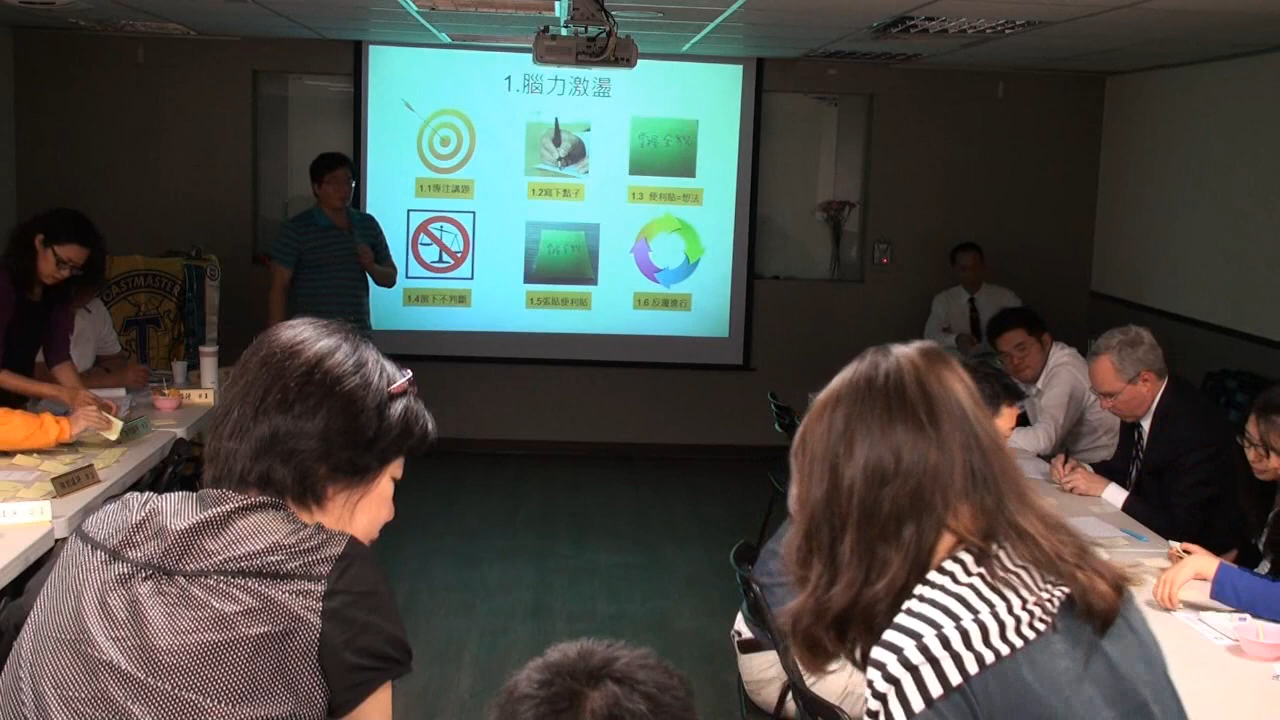 1.腦力激盪
1.1專注議題
1.2寫下點子
1.3 便利貼=想法
1.4當下不判斷
1.5張貼便利貼
1.6 反覆進行
OASTMASTER
T